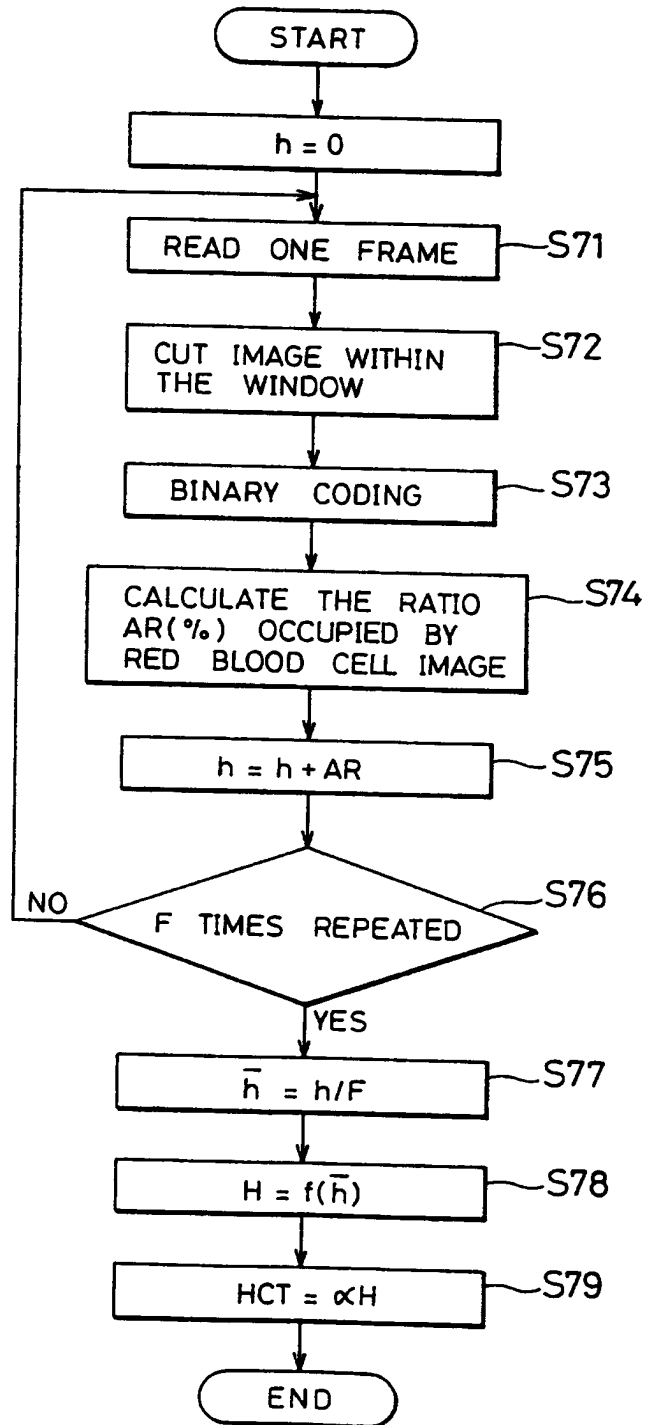 START
h = 0
READ ONE FRAME
S71
CUT IMAGE WITHIN
THE WINDOW
S72
BINARY CODING
S73
CALCULATE THE RATIO
AR(%) OCCUPIED BY
RED BLOOD CELL IMAGE
S74
h = h + AR
S75
F TIMES REPEATED
S76
NO
YES
h̄ = h/F
S77
H = f(h̄)
S78
HCT = αH
S79
END